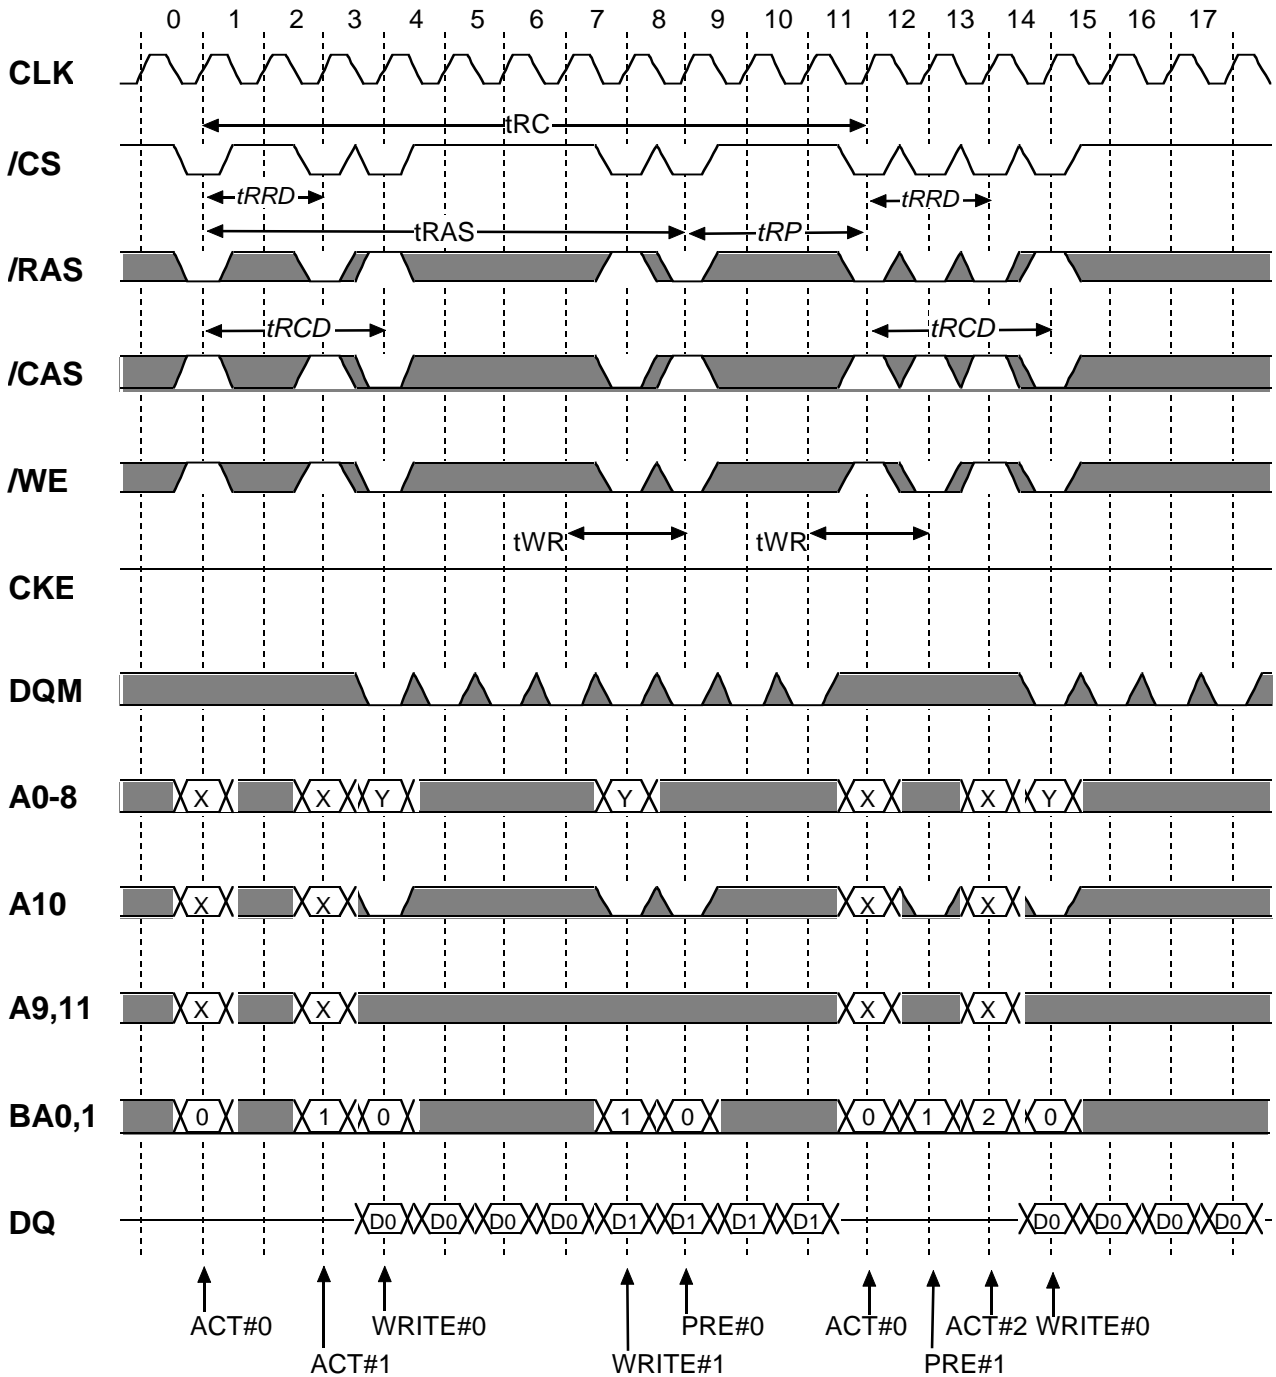 0 1 2 3 4 5 6 7 8 9 10 11 12 13 14 15 16 17
CLK
tRC
/CS
tRRD tRRD
tRAS tRP
/RAS
tRCD tRCD
/CAS
/WE
tWR tWR
CKE
DQM
A0-8 X X Y Y X X Y
A10 X X X X
A9,11 X X X X
BA0,1 0 1 0 1 0 0 1 2 0
DQ D0 D0 D0 D0 D1 D1 D1 D1 D0 D0 D0 D0
ACT#0 WRITE#0 PRE#0 ACT#0 ACT#2 WRITE#0
ACT#1 WRITE#1 PRE#1